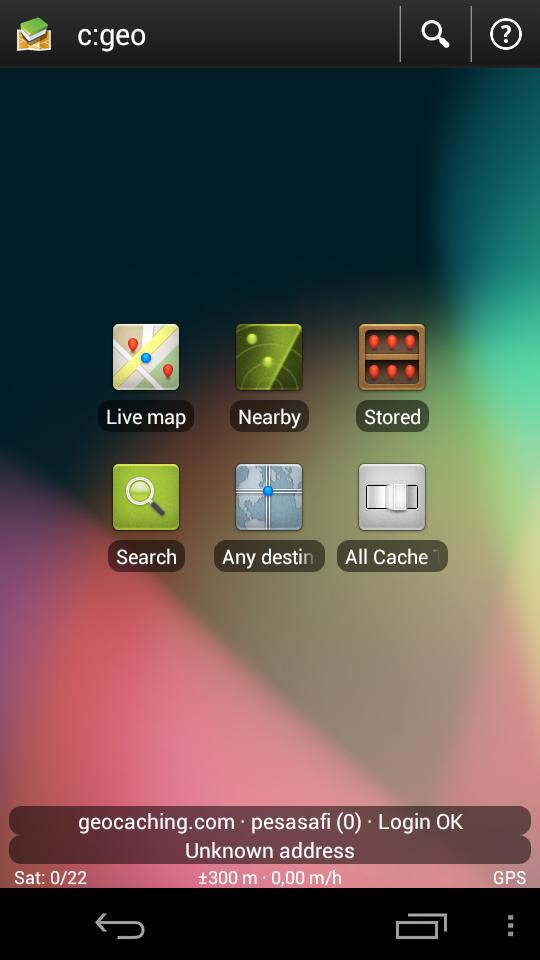 c:geo
Live map Nearby Stored
Search Any destin All Cache
geocaching.com · pesasafi (0) · Login OK
Unknown address
Sat: 0/22 ±300 m · 0,00 m/h GPS